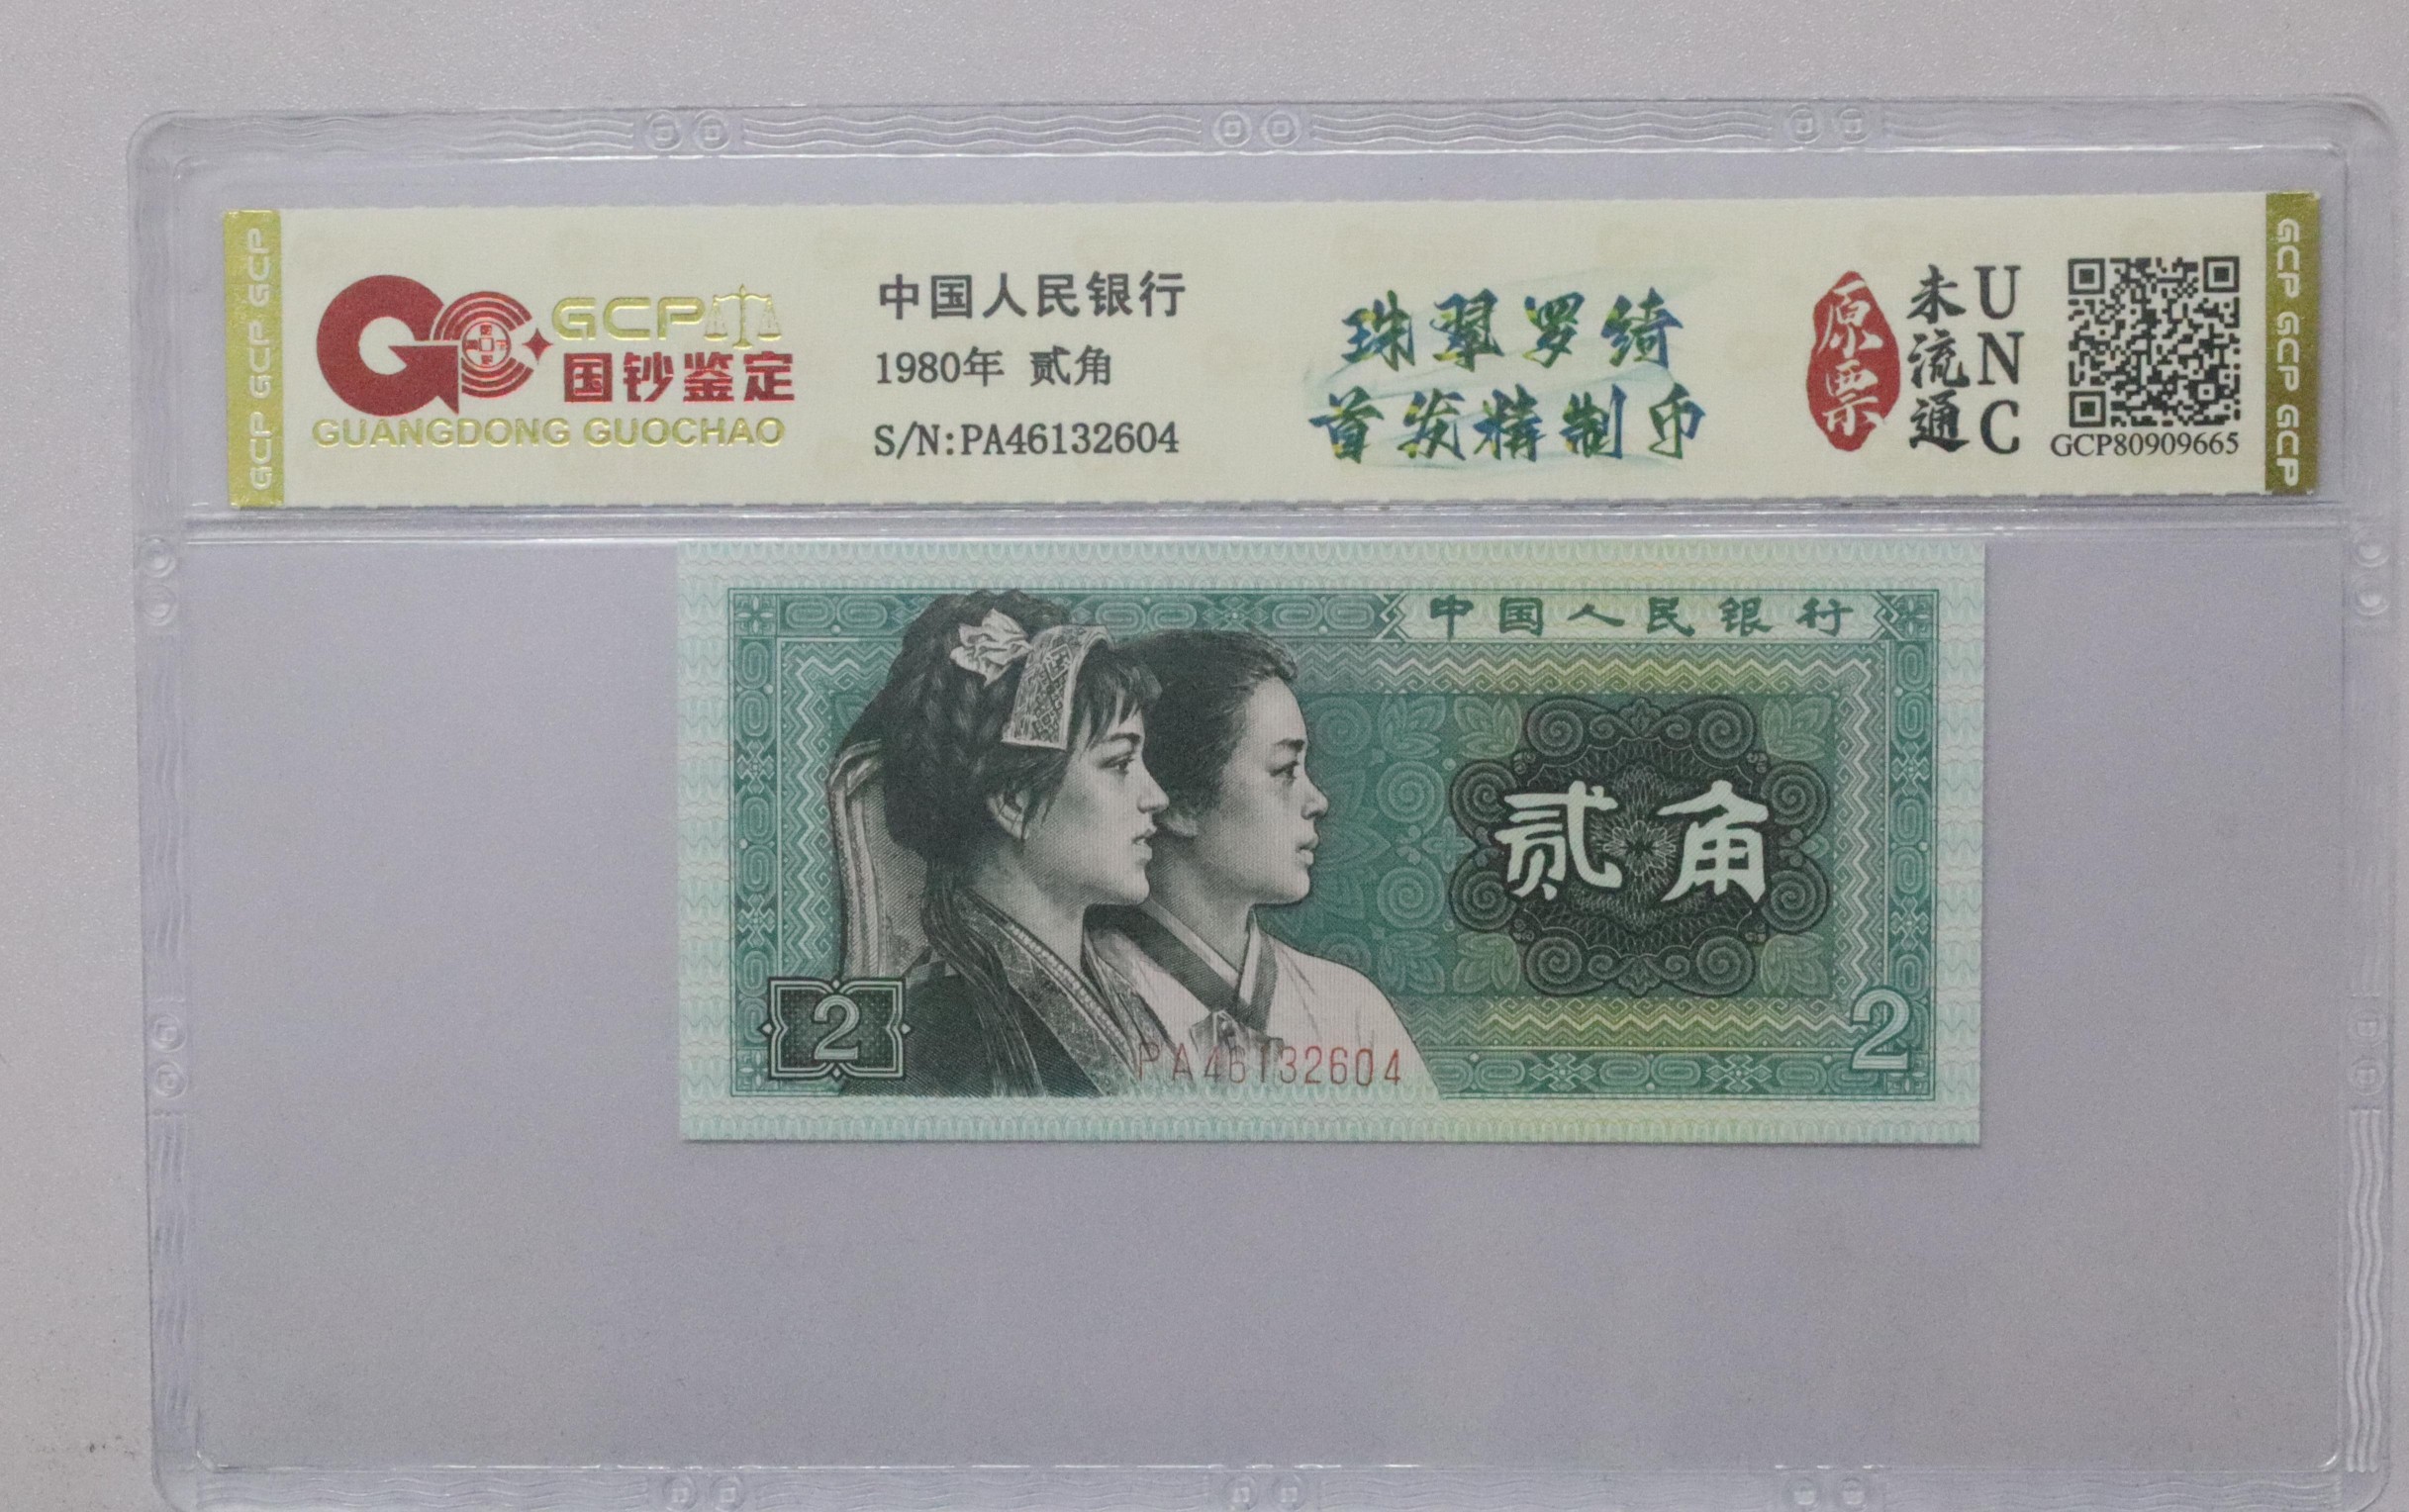 GCP GCP GCP GCP
GCP
国钞鉴定
GUANGDONG GUOCHAO
中国人民银行
1980年 贰角
S/N:PA46132604
珠翠罗绮
首发精制币
原票
未流通
UNC
GCP80909665
GCP GCP GCP
中国人民银行
贰角
2
2
PA46132604